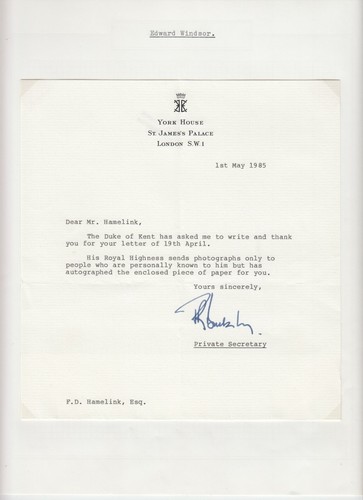 Edward Windsor.
York House
St James's Palace
London S.W.1
1st May 1985
Dear Mr. Hamelink,
The Duke of Kent has asked me to write and thank
you for your letter of 19th April.
His Royal Highness sends photographs only to
people who are personally known to him but has
autographed the enclosed piece of paper for you.
Yours sincerely,
Private Secretary
F.D. Hamelink, Esq.